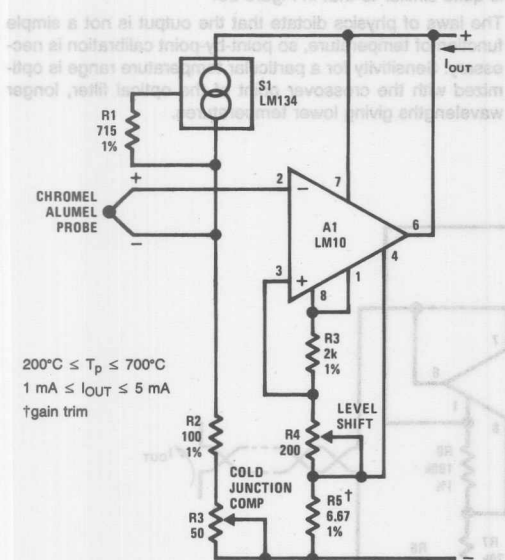 The laws of physics dictate that the output is not a simple
function of temperature, so point-by-point calibration is nec-
essary. Sensitivity for a particular temperature range is opti-
mized with the crossover point of the optical filter, longer
wavelengths giving lower temperatures.
+
IOUT
S1
LM134
R1
715
1%
+
CHROMEL
ALUMEL
PROBE
−
2
−
7
A1
LM10
6
4
3
+
8
1
R3
2k
1%
200°C ≤ Tp ≤ 700°C
1 mA ≤ IOUT ≤ 5 mA
†gain trim
LEVEL
SHIFT
R4
200
R2
100
1%
COLD
JUNCTION
COMP
R5†
6.67
1%
R3
50
−